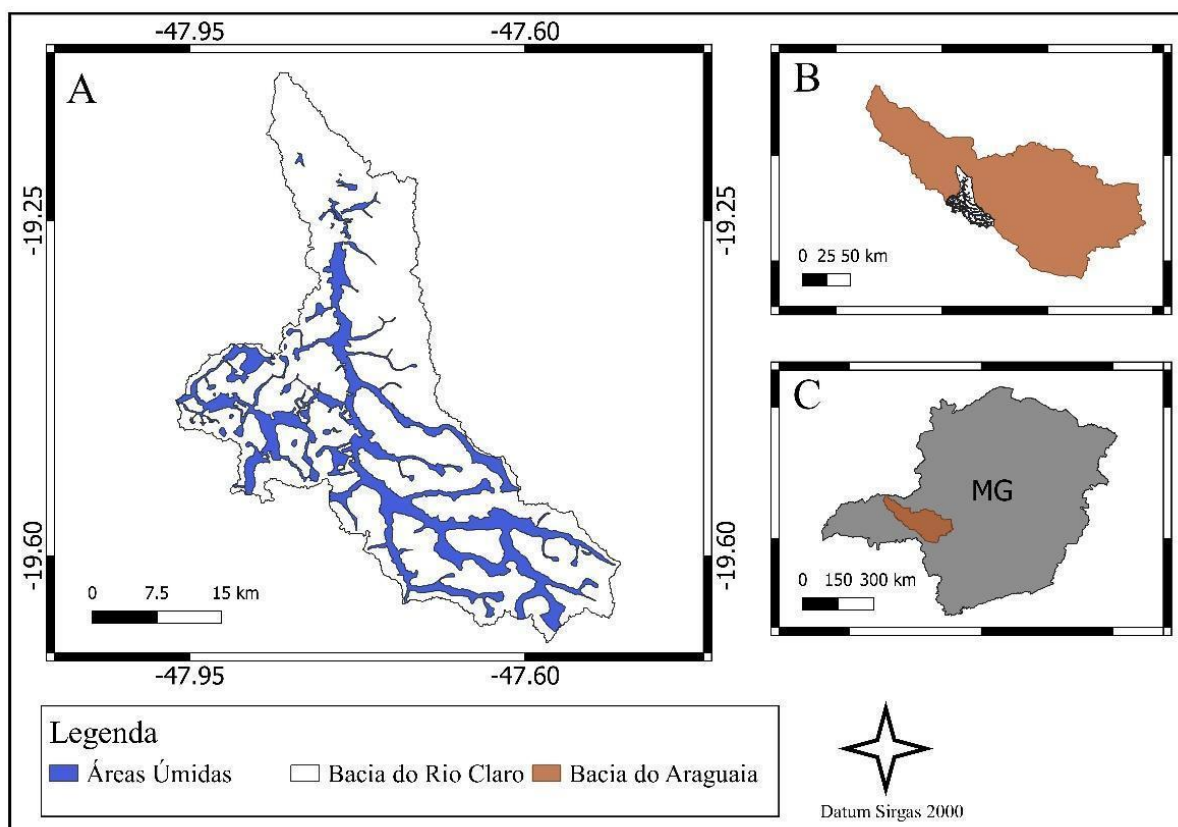 -47.95 -47.60
A
-19.25
-19.60
0 7.5 15 km
-47.95 -47.60
-19.25
-19.60
B
0 25 50 km
C
MG
0 150 300 km
Legenda
Áreas Úmidas Bacia do Rio Claro Bacia do Araguaia
Datum Sirgas 2000